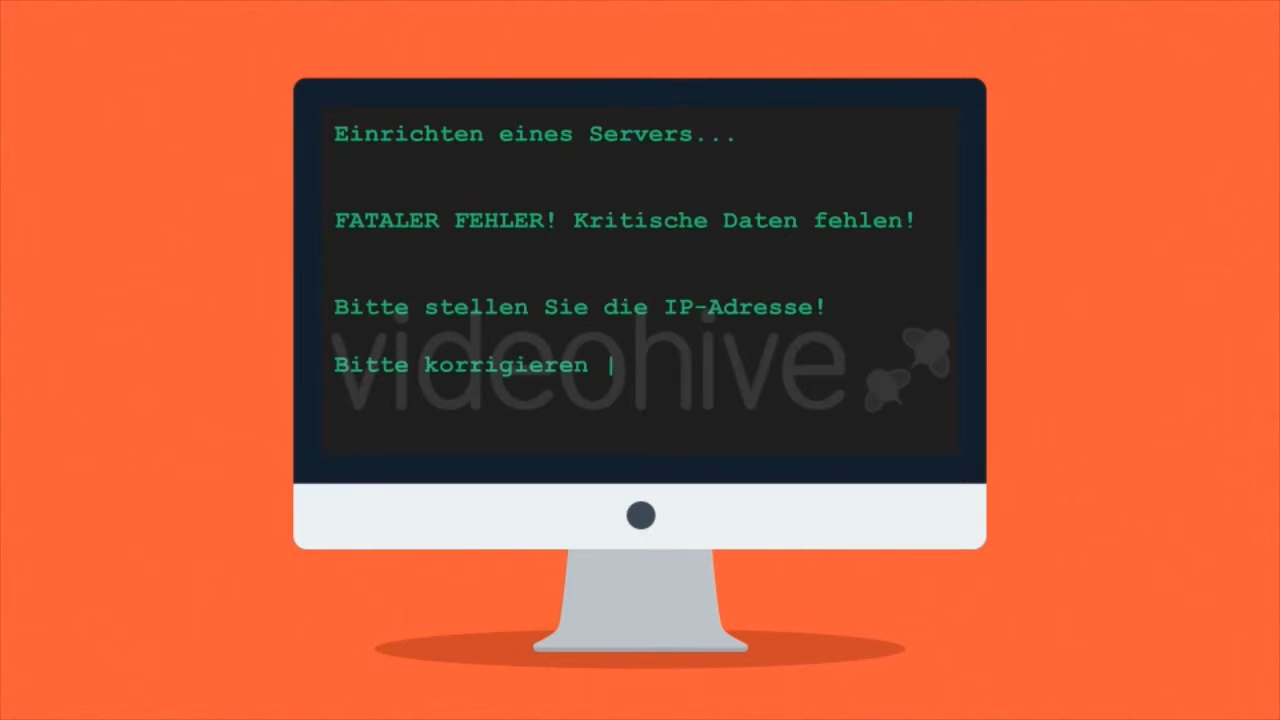 Einrichten eines Servers...
FATALER FEHLER! Kritische Daten fehlen!
Bitte stellen Sie die IP-Adresse!
Bitte korrigieren |
videohive